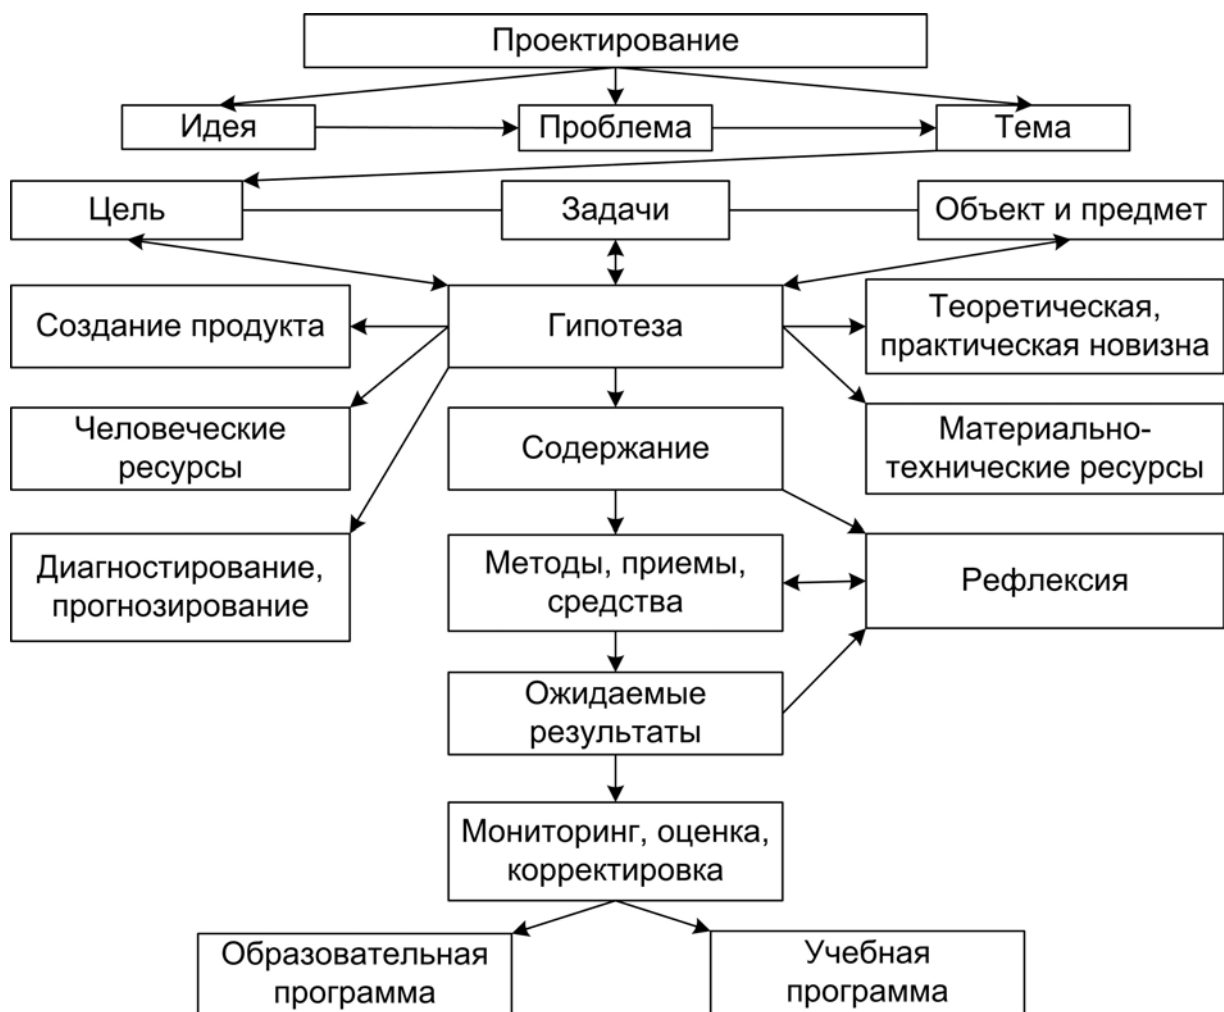 Проектирование
Идея
Проблема
Тема
Цель
Задачи
Объект и предмет
Создание продукта
Гипотеза
Теоретическая,
практическая новизна
Человеческие
ресурсы
Содержание
Материально-
технические ресурсы
Диагностирование,
прогнозирование
Методы, приемы,
средства
Рефлексия
Ожидаемые
результаты
Мониторинг, оценка,
корректировка
Образовательная
программа
Учебная
программа